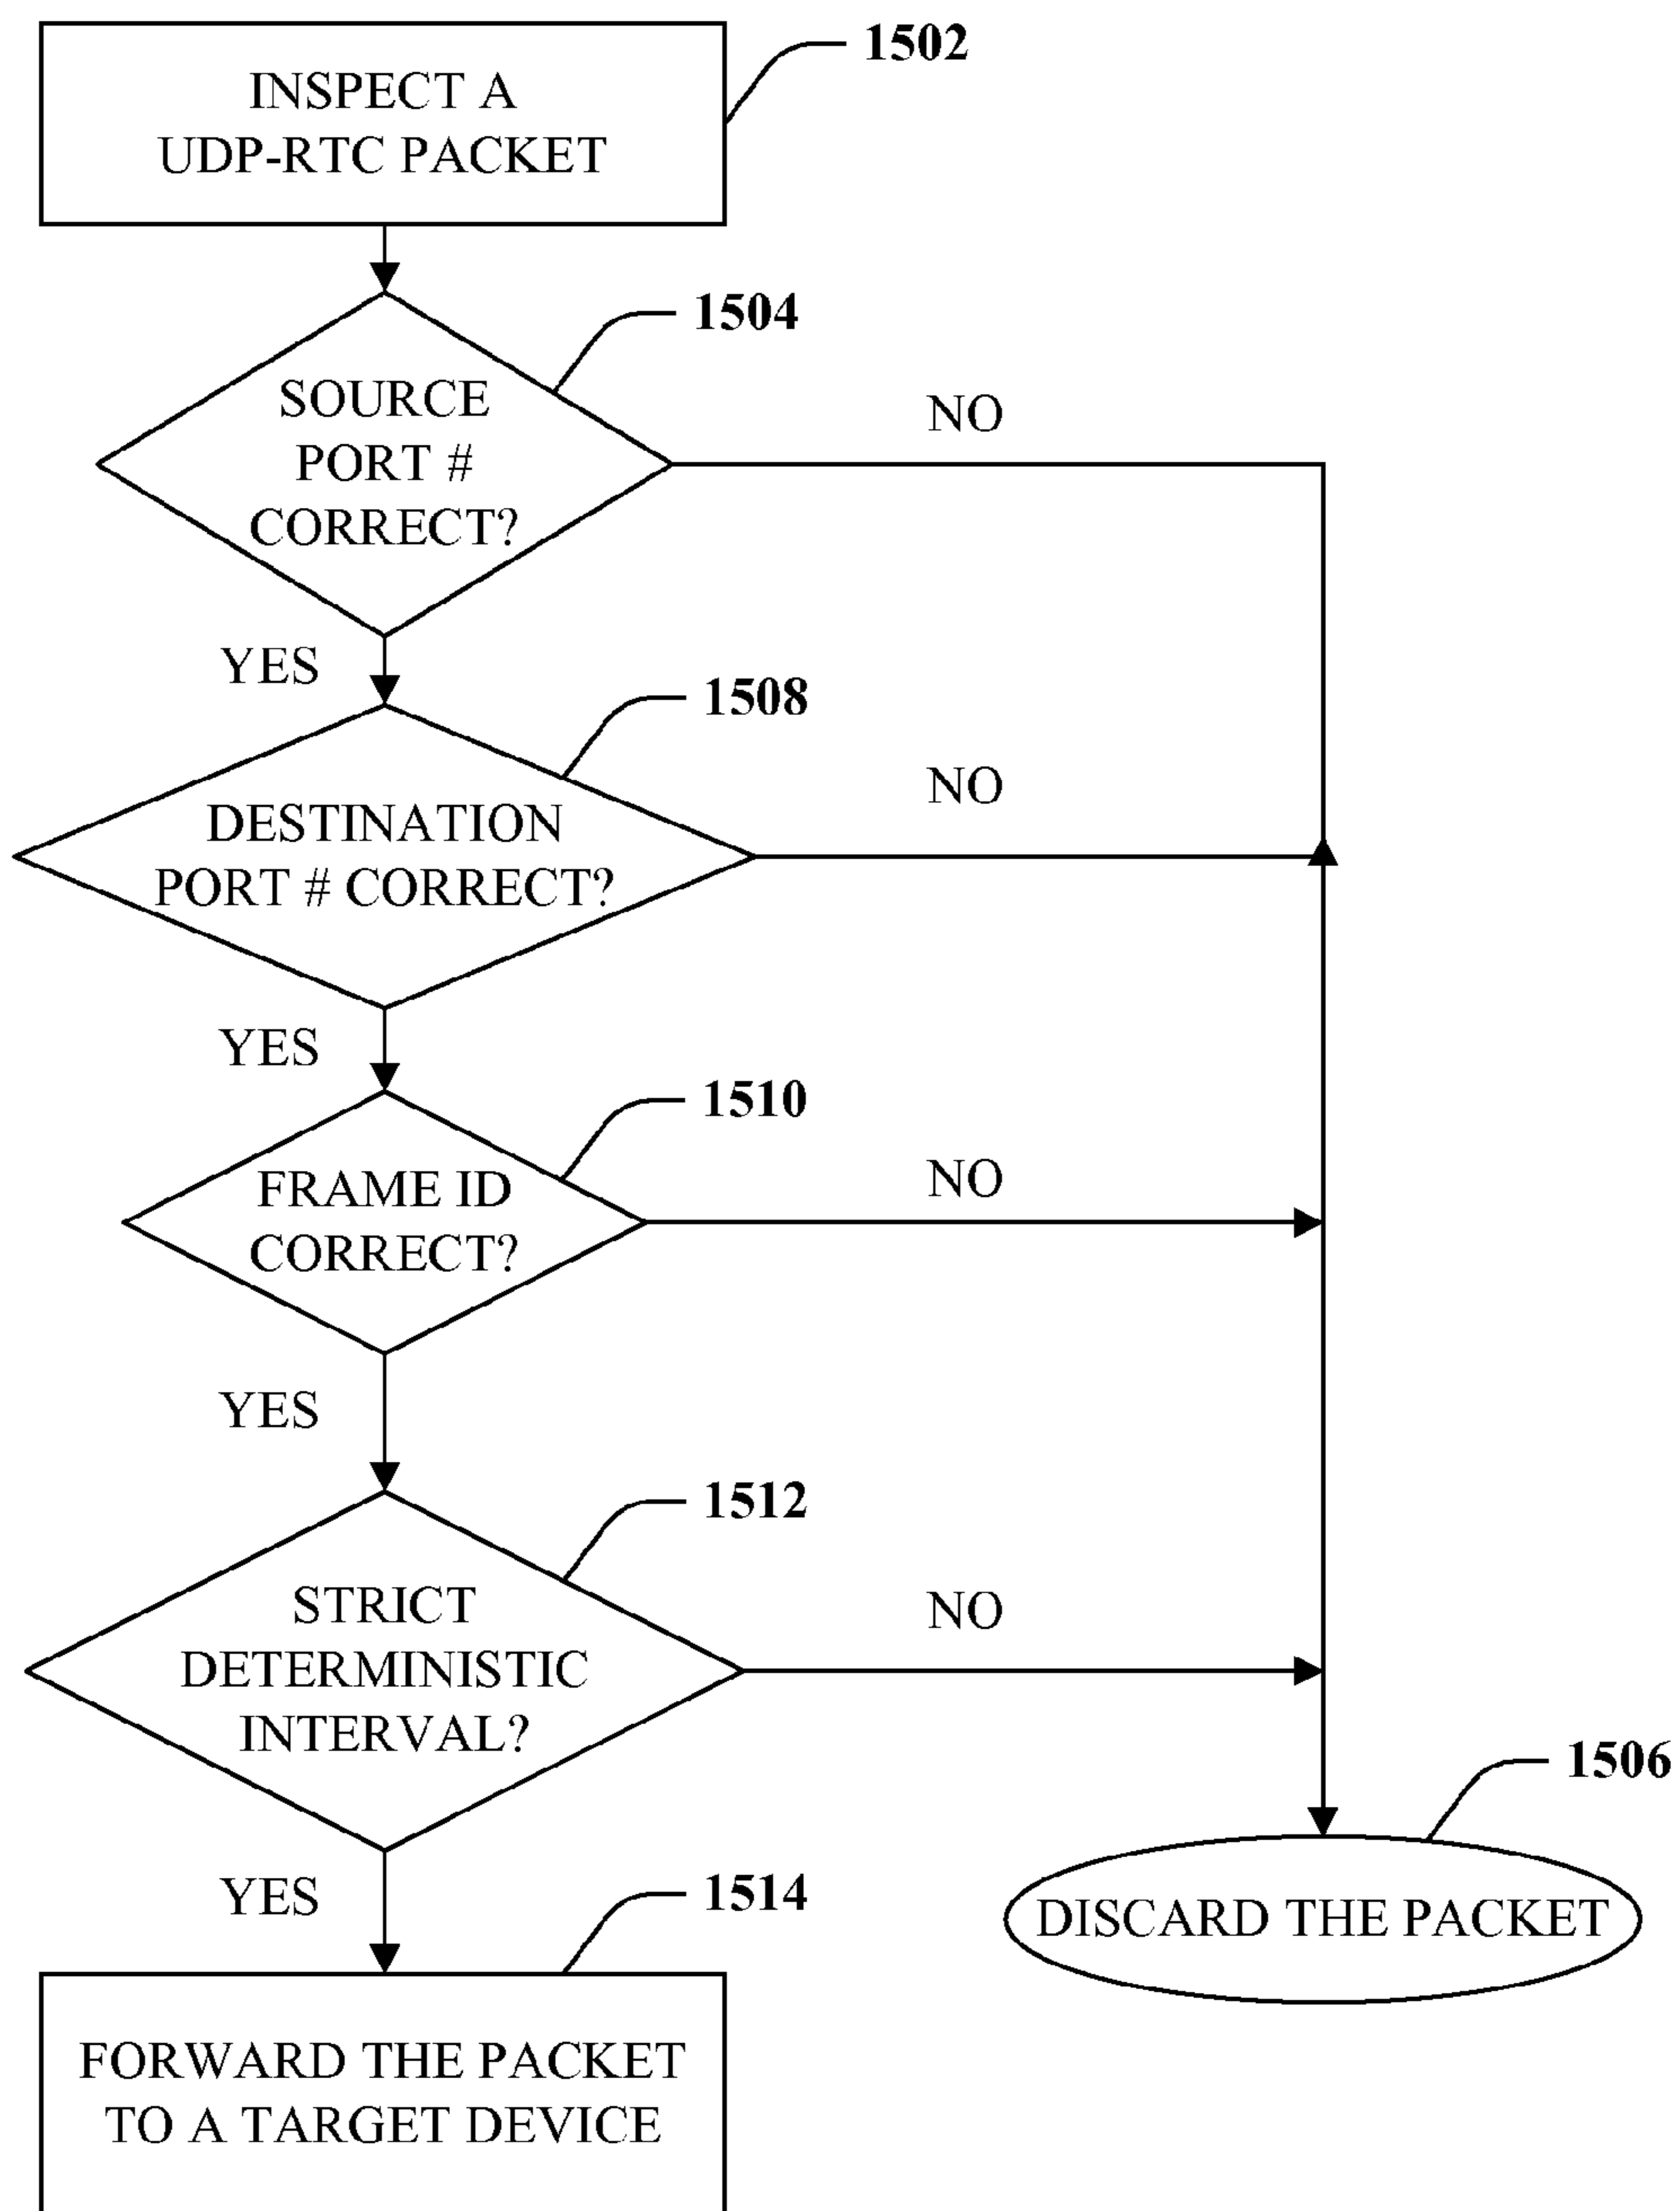 1502
INSPECT A
UDP-RTC PACKET
1504
SOURCE
PORT #
CORRECT?
NO
YES
1508
DESTINATION
PORT # CORRECT?
NO
YES
1510
FRAME ID
CORRECT?
NO
YES
1512
STRICT
DETERMINISTIC
INTERVAL?
NO
1506
YES
1514
DISCARD THE PACKET
FORWARD THE PACKET
TO A TARGET DEVICE